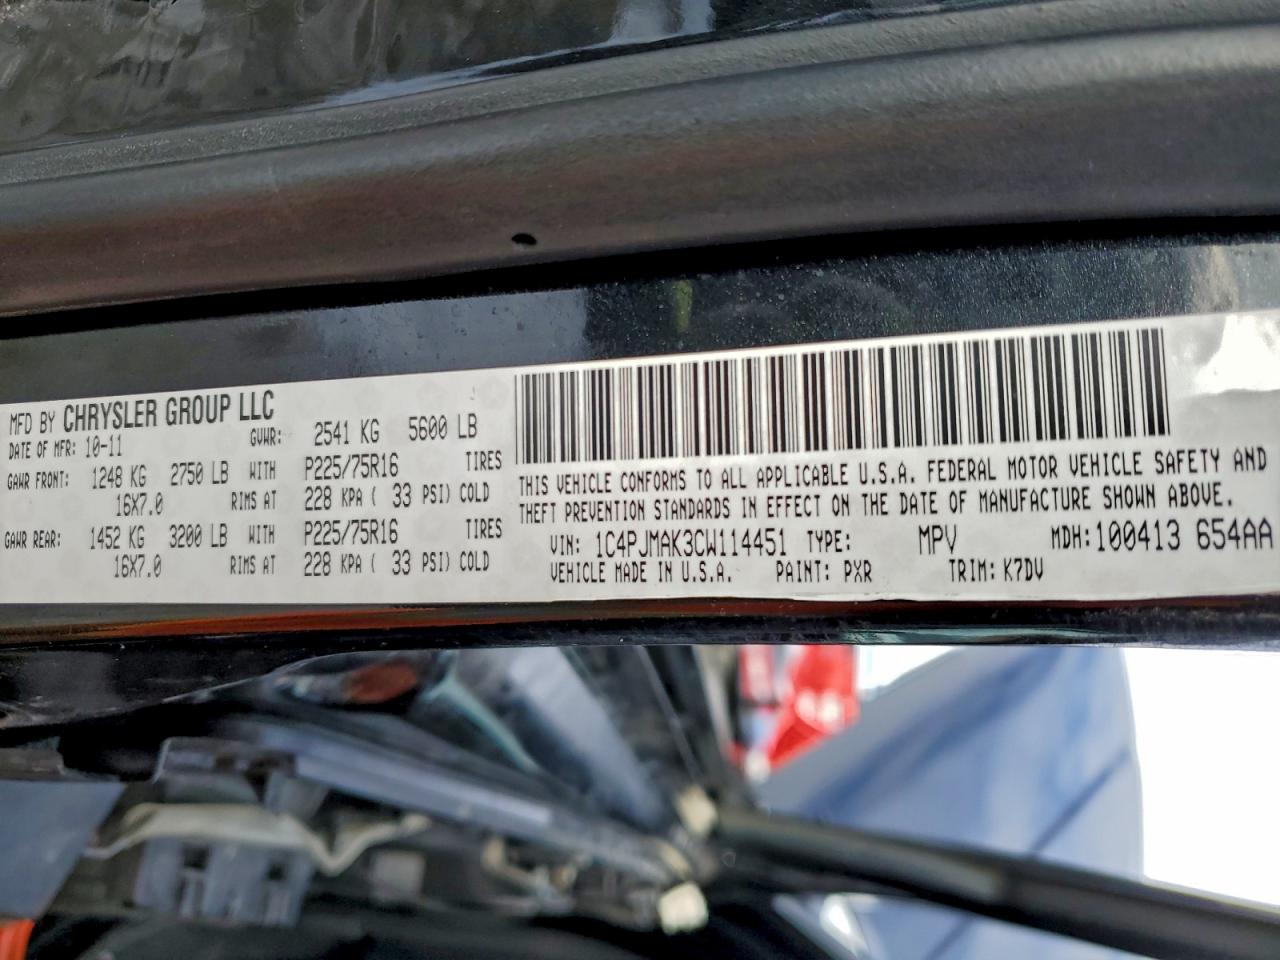 MFD BY CHRYSLER GROUP LLC
DATE OF MFR: 10-11 GVWR: 2541 KG 5600 LB
GAWR FRONT: 1248 KG 2750 LB WITH P225/75R16 TIRES
16X7.0 RIMS AT 228 KPA ( 33 PSI) COLD
GAWR REAR: 1452 KG 3200 LB WITH P225/75R16 TIRES
16X7.0 RIMS AT 228 KPA ( 33 PSI) COLD
THIS VEHICLE CONFORMS TO ALL APPLICABLE U.S.A. FEDERAL MOTOR VEHICLE SAFETY AND
THEFT PREVENTION STANDARDS IN EFFECT ON THE DATE OF MANUFACTURE SHOWN ABOVE.
VIN: 1C4PJMAK3CW114451 TYPE: MPV MDH:100413 654AA
VEHICLE MADE IN U.S.A. PAINT: PXR TRIM: K7DV